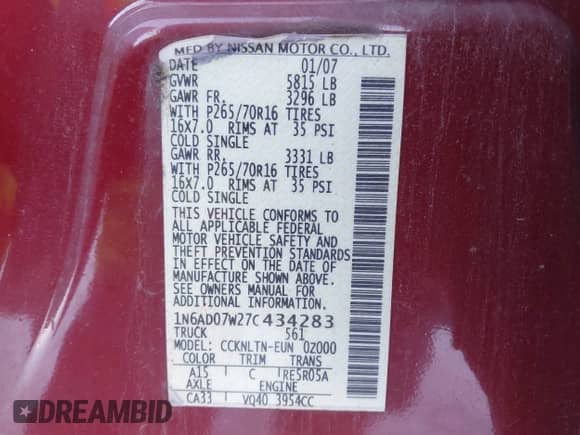 MFD BY NISSAN MOTOR CO., LTD.
DATE 01/07
GVWR 5815 LB
GAWR FR. 3296 LB
WITH P265/70R16 TIRES
16X7.0 RIMS AT 35 PSI
COLD SINGLE
GAWR RR. 3331 LB
WITH P265/70R16 TIRES
16X7.0 RIMS AT 35 PSI
COLD SINGLE
THIS VEHICLE CONFORMS TO
ALL APPLICABLE FEDERAL
MOTOR VEHICLE SAFETY AND
THEFT PREVENTION STANDARDS
IN EFFECT ON THE DATE OF
MANUFACTURE SHOWN ABOVE.
SEE OWNERS MANUAL FOR
ADDITIONAL INFORMATION.
1N6AD07W27C434283
TRUCK 561
MODEL: CCKNLTN-EUN 0Z000
COLOR TRIM TRANS
A15 C RE5R05A
AXLE ENGINE
CA33 VQ40 3954CC
DREAMBID